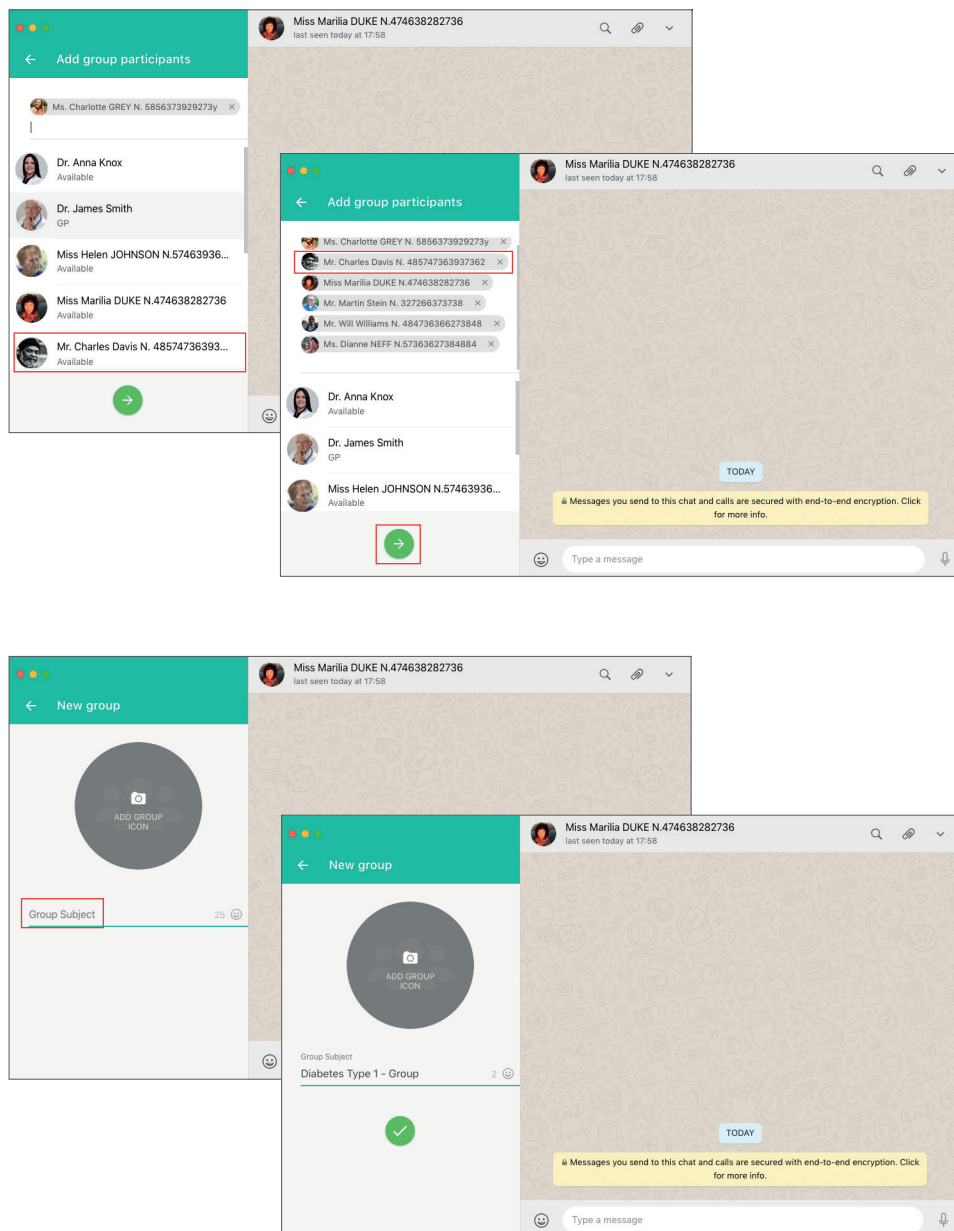 Miss Marilia DUKE N.474638282736
last seen today at 17:58
Add group participants
Ms. Charlotte GREY N. 5856373929273y
Dr. Anna Knox
Available
Dr. James Smith
GP
Miss Helen JOHNSON N.57463936...
Available
Miss Marilia DUKE N.474638282736
Available
Mr. Charles Davis N. 48574736393...
Available
Miss Marilia DUKE N.474638282736
last seen today at 17:58
Add group participants
Ms. Charlotte GREY N. 5856373929273y
Mr. Charles Davis N. 485747363937362
Miss Marilia DUKE N.474638282736
Mr. Martin Stein N. 327266373738
Mr. Will Williams N. 484736366273848
Ms. Dianne NEFF N.57363627384884
Dr. Anna Knox
Available
Dr. James Smith
GP
Miss Helen JOHNSON N.57463936...
Available
TODAY
Messages you send to this chat and calls are secured with end-to-end encryption. Click
for more info.
Type a message
Miss Marilia DUKE N.474638282736
last seen today at 17:58
New group
ADD GROUP
ICON
Group Subject
25
Miss Marilia DUKE N.474638282736
last seen today at 17:58
New group
ADD GROUP
ICON
Group Subject
Diabetes Type 1 - Group
2
TODAY
Messages you send to this chat and calls are secured with end-to-end encryption. Click
for more info.
Type a message